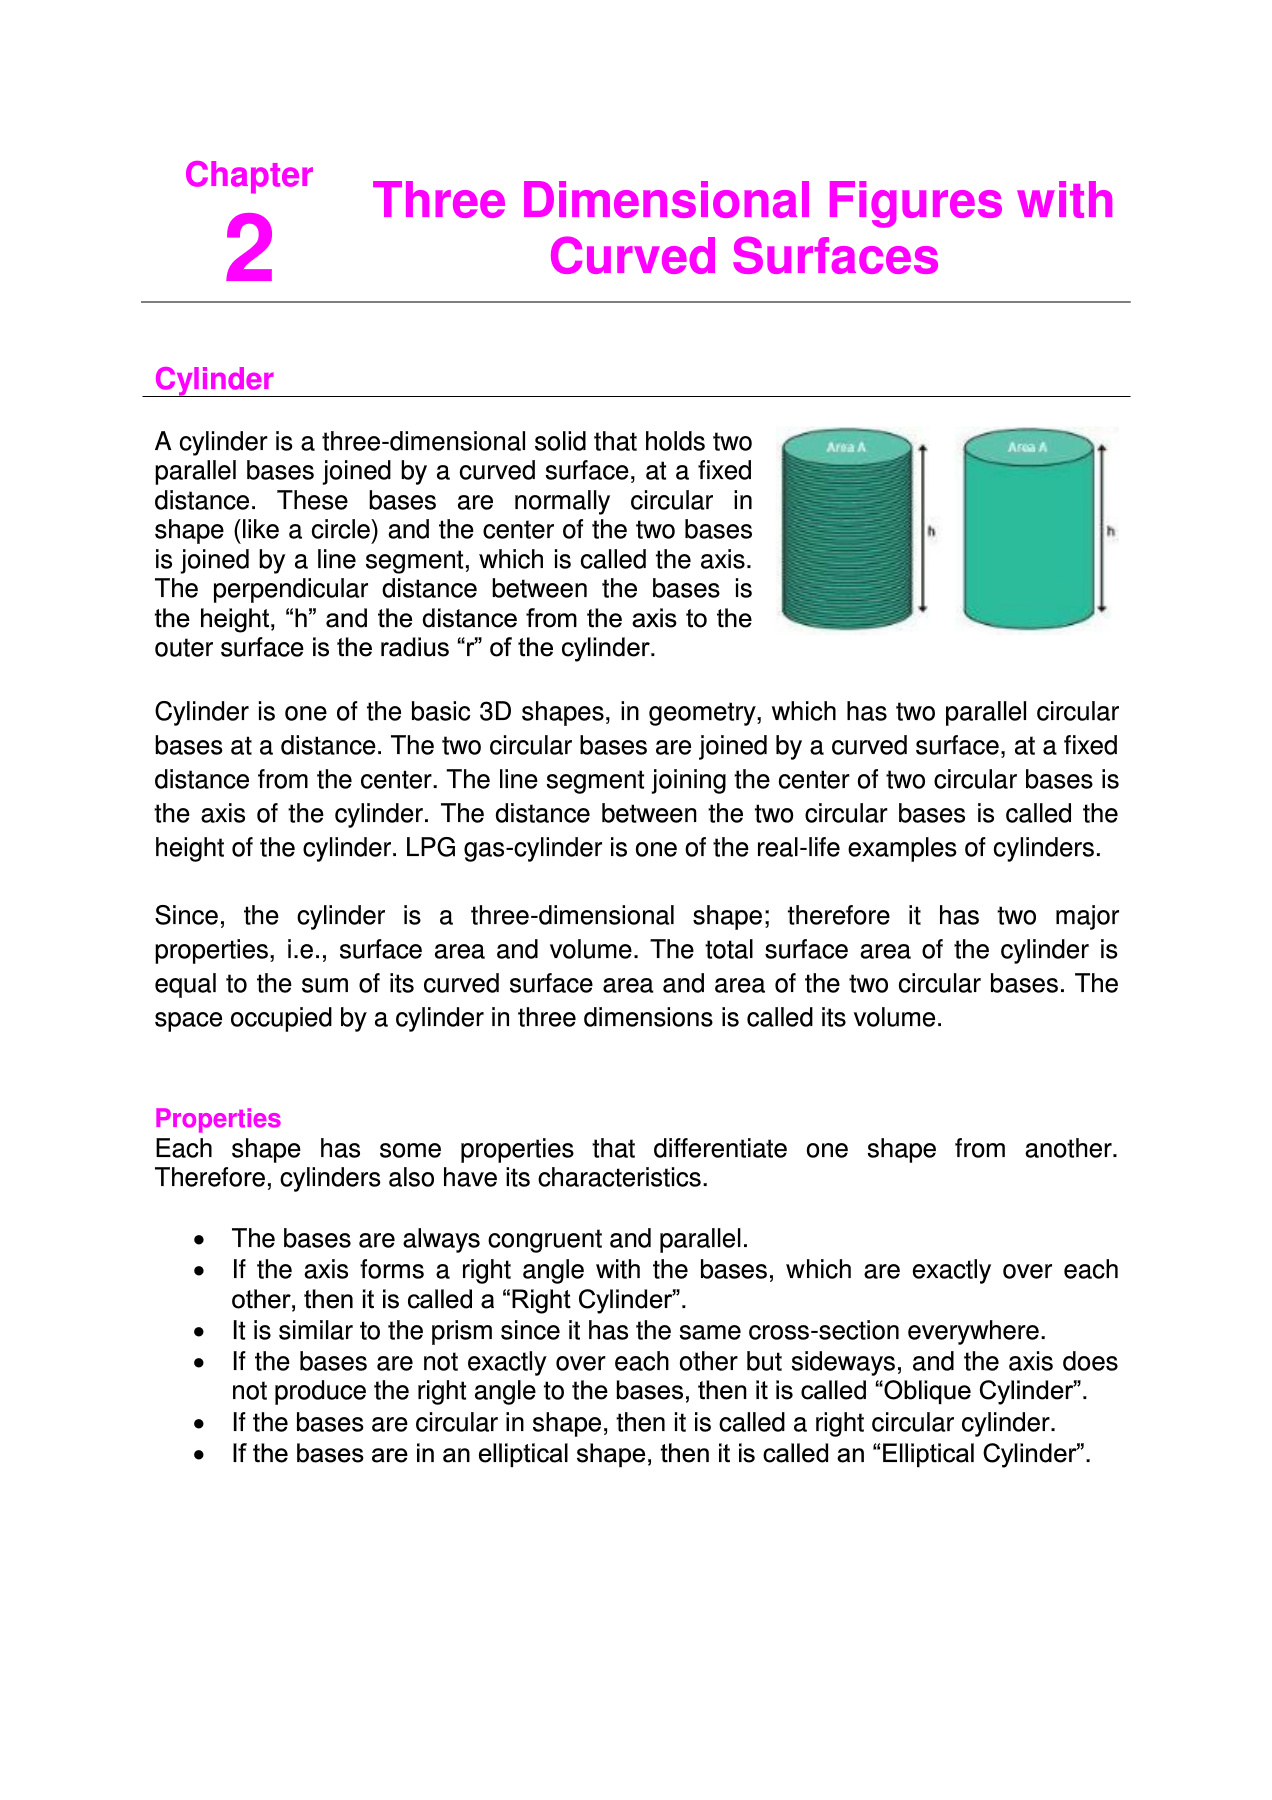 Chapter
2
Three Dimensional Figures with
Curved Surfaces
Cylinder
A cylinder is a three-dimensional solid that holds two
parallel bases joined by a curved surface, at a fixed
distance. These bases are normally circular in
shape (like a circle) and the center of the two bases
is joined by a line segment, which is called the axis.
The perpendicular distance between the bases is
the height, “h” and the distance from the axis to the
outer surface is the radius “r” of the cylinder.
Area A
h
Area A
h
Cylinder is one of the basic 3D shapes, in geometry, which has two parallel circular
bases at a distance. The two circular bases are joined by a curved surface, at a fixed
distance from the center. The line segment joining the center of two circular bases is
the axis of the cylinder. The distance between the two circular bases is called the
height of the cylinder. LPG gas-cylinder is one of the real-life examples of cylinders.
Since, the cylinder is a three-dimensional shape; therefore it has two major
properties, i.e., surface area and volume. The total surface area of the cylinder is
equal to the sum of its curved surface area and area of the two circular bases. The
space occupied by a cylinder in three dimensions is called its volume.
Properties
Each shape has some properties that differentiate one shape from another.
Therefore, cylinders also have its characteristics.
• The bases are always congruent and parallel.
• If the axis forms a right angle with the bases, which are exactly over each
other, then it is called a “Right Cylinder”.
• It is similar to the prism since it has the same cross-section everywhere.
• If the bases are not exactly over each other but sideways, and the axis does
not produce the right angle to the bases, then it is called “Oblique Cylinder”.
• If the bases are circular in shape, then it is called a right circular cylinder.
• If the bases are in an elliptical shape, then it is called an “Elliptical Cylinder”.